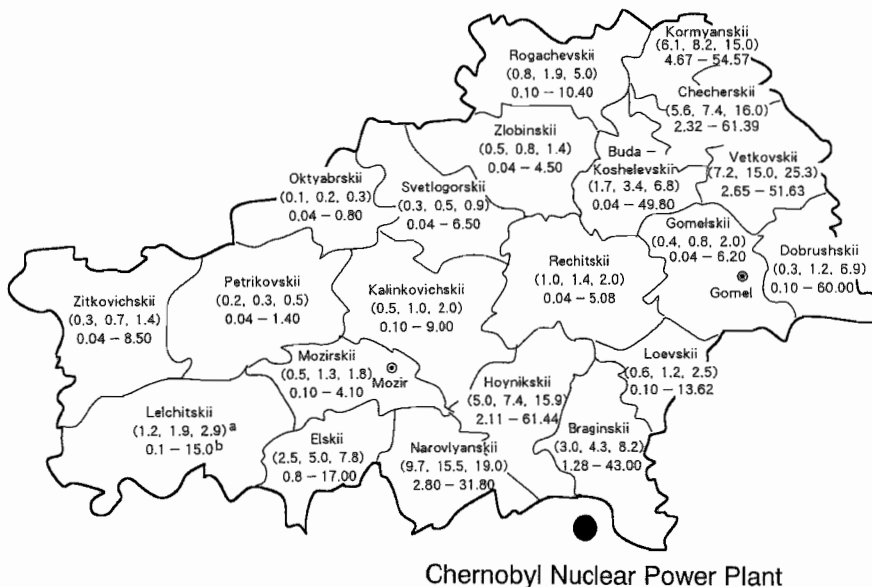 Kormyanskii
(6.1, 8.2, 15.0)
4.67 – 54.57
Rogachevskii
(0.8, 1.9, 5.0)
0.10 – 10.40
Checherskii
(5.6, 7.4, 16.0)
2.32 – 61.39
Zlobinskii
(0.5, 0.8, 1.4)
0.04 – 4.50
Buda –
Koshelevskii
(1.7, 3.4, 6.8)
0.04 – 49.80
Vetkovskii
(7.2, 15.0, 25.3)
2.65 – 51.63
Oktyabrskii
(0.1, 0.2, 0.3)
0.04 – 0.80
Svetlogorskii
(0.3, 0.5, 0.9)
0.04 – 6.50
Gomelskii
(0.4, 0.8, 2.0)
0.04 – 6.20
Gomel
Dobrushskii
(0.3, 1.2, 6.9)
0.10 – 60.00
Rechitskii
(1.0, 1.4, 2.0)
0.04 – 5.08
Petrikovskii
(0.2, 0.3, 0.5)
0.04 – 1.40
Kalinkovichskii
(0.5, 1.0, 2.0)
0.10 – 9.00
Zitkovichskii
(0.3, 0.7, 1.4)
0.04 – 8.50
Mozirskii
(0.5, 1.3, 1.8)
0.10 – 4.10
Mozir
Loevskii
(0.6, 1.2, 2.5)
0.10 – 13.62
Hoynikskii
(5.0, 7.4, 15.9)
2.11 – 61.44
Lelchitskii
(1.2, 1.9, 2.9)a
0.1 – 15.0b
Elskii
(2.5, 5.0, 7.8)
0.8 – 17.00
Narovlyanskii
(9.7, 15.5, 19.0)
2.80 – 31.80
Braginskii
(3.0, 4.3, 8.2)
1.28 – 43.00
Chernobyl Nuclear Power Plant